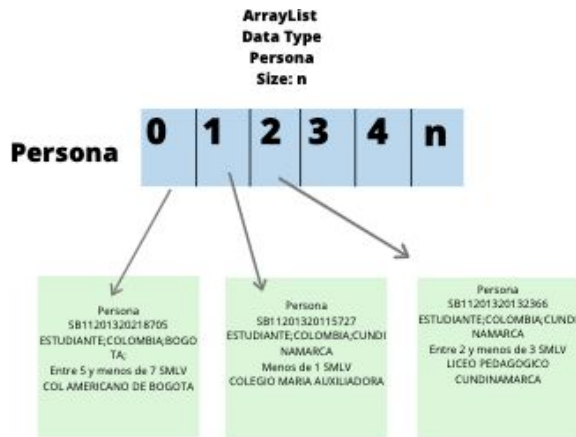 ArrayList
Data Type
Persona
Size: n
Persona
0 1 2 3 4 n
Persona
SB11201320218705
ESTUDIANTE;COLOMBIA;BOGO
TA;
Entre 5 y menos de 7 SMLV
COL AMERICANO DE BOGOTA
Persona
SB11201320115727
ESTUDIANTE;COLOMBIA;CUNDI
NAMARCA
Menos de 1 SMLV
COLEGIO MARIA AUXILIADORA
Persona
SB11201320132366
ESTUDIANTE;COLOMBIA;CUNDI
NAMARCA
Entre 2 y menos de 3 SMLV
LICEO PEDAGOGICO
CUNDINAMARCA